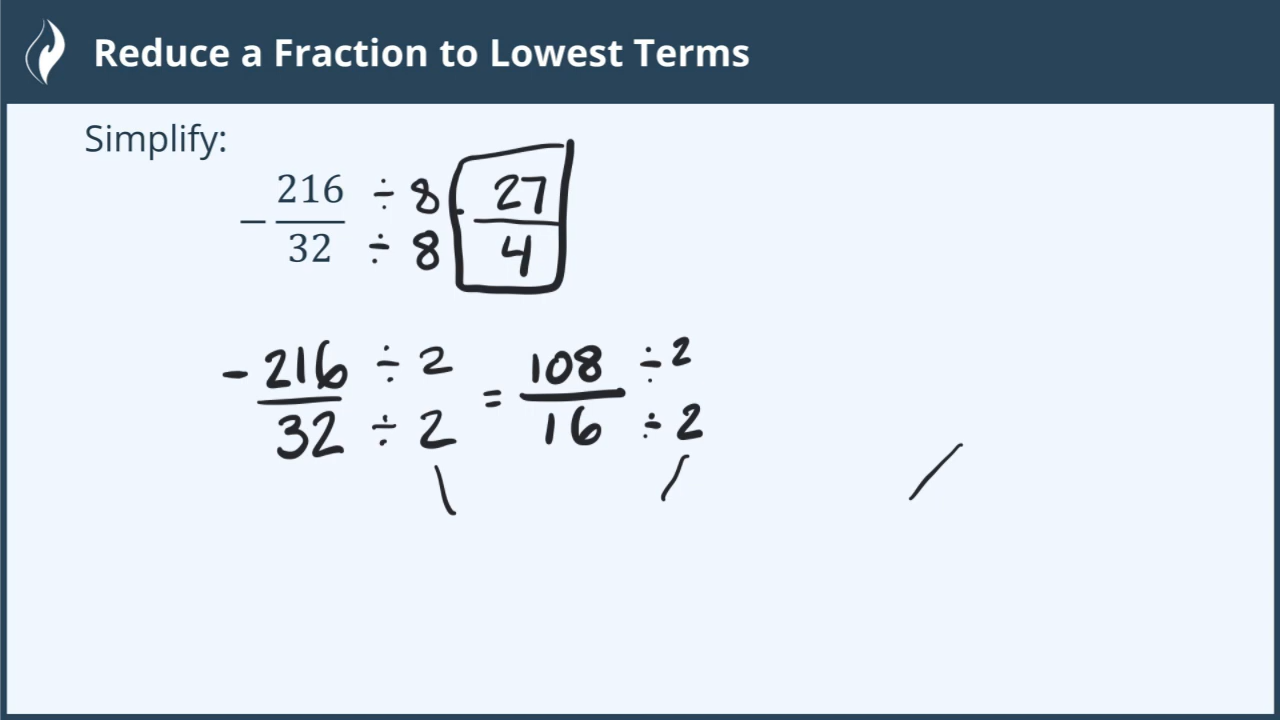 Reduce a Fraction to Lowest Terms
Simplify:
216 ÷ 8 27
- —
32 ÷ 8 4
-216 ÷ 2 = 108 ÷ 2
32 ÷ 2 16 ÷ 2